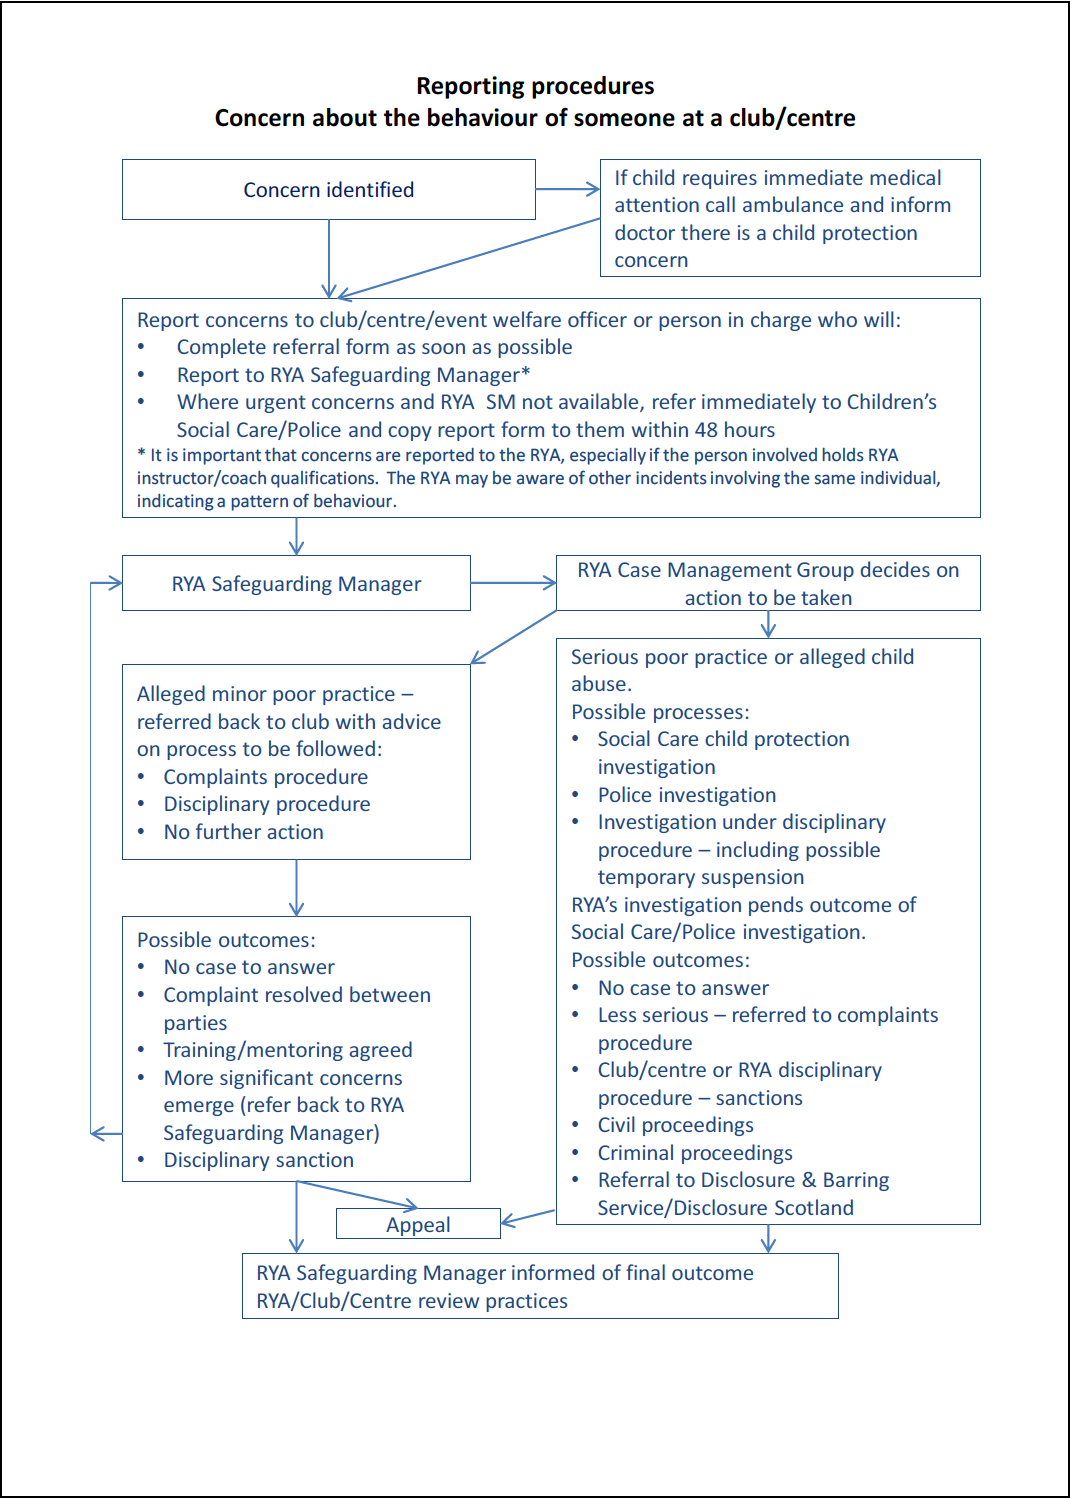 Reporting procedures
Concern about the behaviour of someone at a club/centre
Concern identified
If child requires immediate medical
attention call ambulance and inform
doctor there is a child protection
concern
Report concerns to club/centre/event welfare officer or person in charge who will:
• Complete referral form as soon as possible
• Report to RYA Safeguarding Manager*
• Where urgent concerns and RYA  SM not available, refer immediately to Children's
Social Care/Police and copy report form to them within 48 hours
* It is important that concerns are reported to the RYA, especially if the person involved holds RYA
instructor/coach qualifications.  The RYA may be aware of other incidents involving the same individual,
indicating a pattern of behaviour.
RYA Safeguarding Manager
RYA Case Management Group decides on
action to be taken
Alleged minor poor practice –
referred back to club with advice
on process to be followed:
• Complaints procedure
• Disciplinary procedure
• No further action
Possible outcomes:
• No case to answer
• Complaint resolved between
parties
• Training/mentoring agreed
• More significant concerns
emerge (refer back to RYA
Safeguarding Manager)
• Disciplinary sanction
Serious poor practice or alleged child
abuse.
Possible processes:
• Social Care child protection
investigation
• Police investigation
• Investigation under disciplinary
procedure – including possible
temporary suspension
RYA's investigation pends outcome of
Social Care/Police investigation.
Possible outcomes:
• No case to answer
• Less serious – referred to complaints
procedure
• Club/centre or RYA disciplinary
procedure – sanctions
• Civil proceedings
• Criminal proceedings
• Referral to Disclosure & Barring
Service/Disclosure Scotland
Appeal
RYA Safeguarding Manager informed of final outcome
RYA/Club/Centre review practices